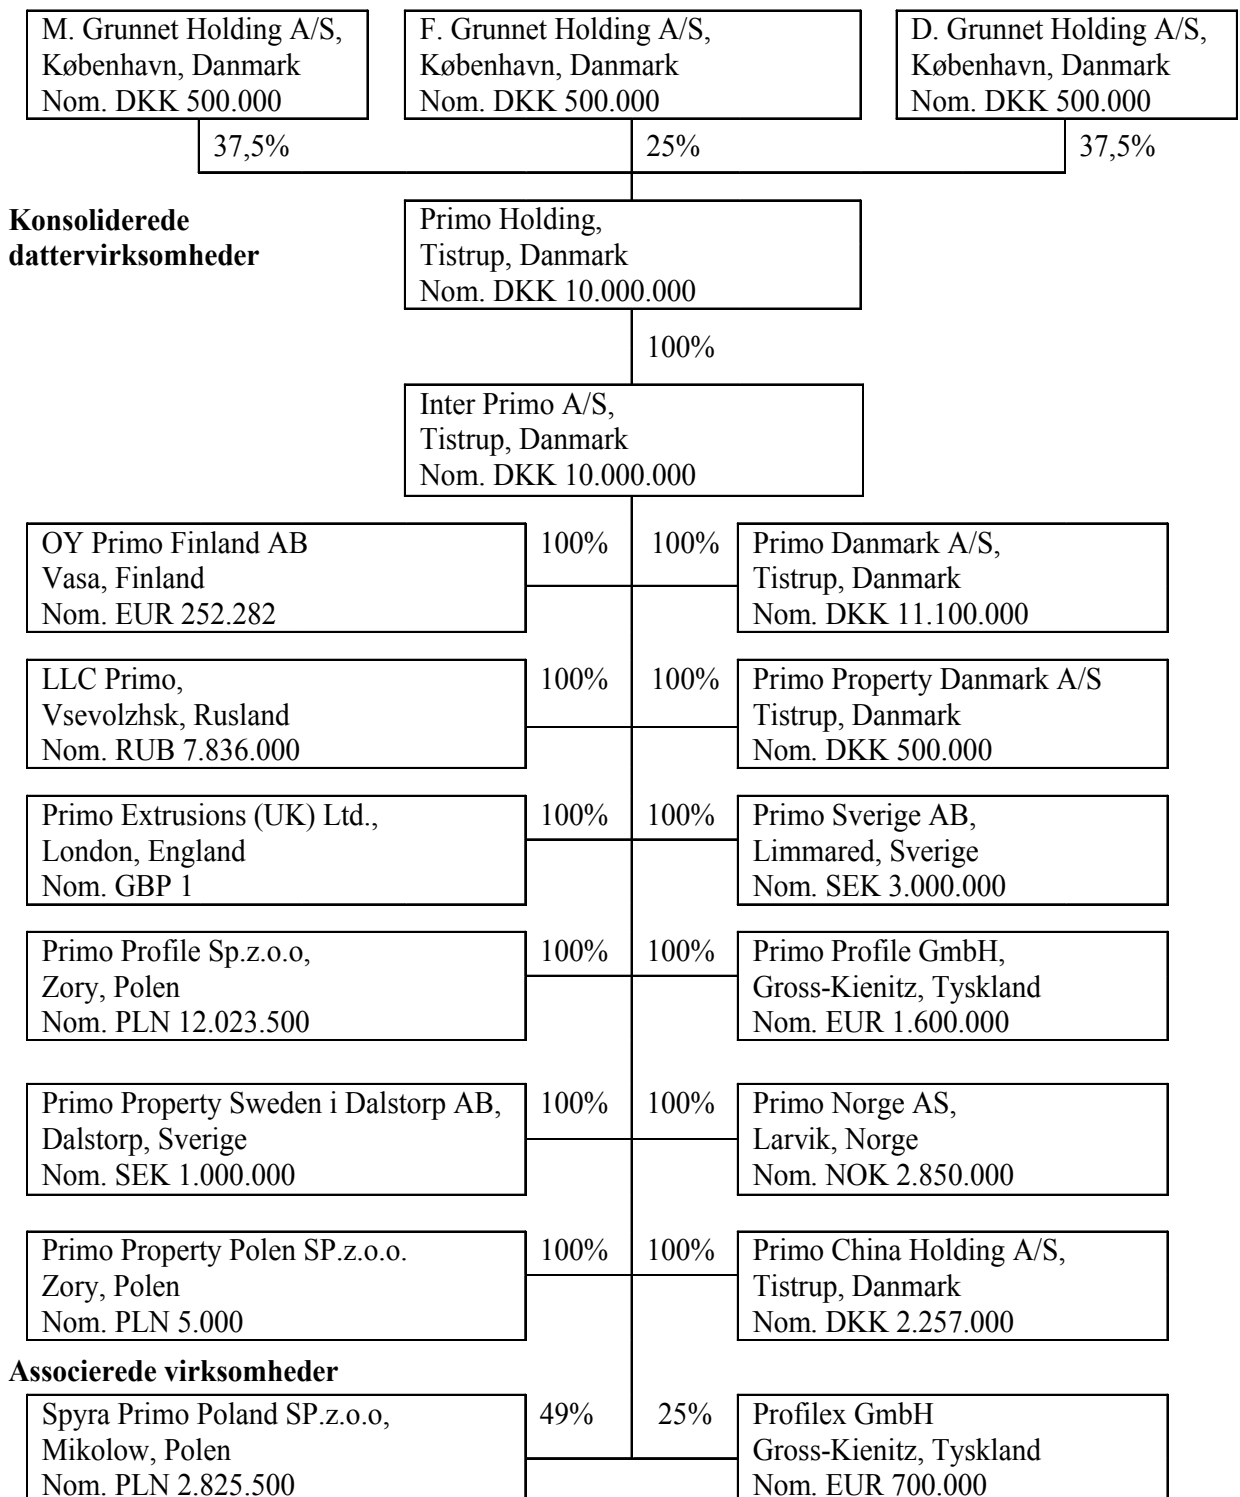 M. Grunnet Holding A/S,
København, Danmark
Nom. DKK 500.000
F. Grunnet Holding A/S,
København, Danmark
Nom. DKK 500.000
D. Grunnet Holding A/S,
København, Danmark
Nom. DKK 500.000
37,5%
25%
37,5%
Konsoliderede
dattervirksomheder
Primo Holding,
Tistrup, Danmark
Nom. DKK 10.000.000
100%
Inter Primo A/S,
Tistrup, Danmark
Nom. DKK 10.000.000
OY Primo Finland AB
Vasa, Finland
Nom. EUR 252.282
100%
100%
Primo Danmark A/S,
Tistrup, Danmark
Nom. DKK 11.100.000
LLC Primo,
Vsevolzhsk, Rusland
Nom. RUB 7.836.000
100%
100%
Primo Property Danmark A/S
Tistrup, Danmark
Nom. DKK 500.000
Primo Extrusions (UK) Ltd.,
London, England
Nom. GBP 1
100%
100%
Primo Sverige AB,
Limmared, Sverige
Nom. SEK 3.000.000
Primo Profile Sp.z.o.o,
Zory, Polen
Nom. PLN 12.023.500
100%
100%
Primo Profile GmbH,
Gross-Kienitz, Tyskland
Nom. EUR 1.600.000
Primo Property Sweden i Dalstorp AB,
Dalstorp, Sverige
Nom. SEK 1.000.000
100%
100%
Primo Norge AS,
Larvik, Norge
Nom. NOK 2.850.000
Primo Property Polen SP.z.o.o.
Zory, Polen
Nom. PLN 5.000
100%
100%
Primo China Holding A/S,
Tistrup, Danmark
Nom. DKK 2.257.000
Associerede virksomheder
Spyra Primo Poland SP.z.o.o,
Mikolow, Polen
Nom. PLN 2.825.500
49%
25%
Profilex GmbH
Gross-Kienitz, Tyskland
Nom. EUR 700.000